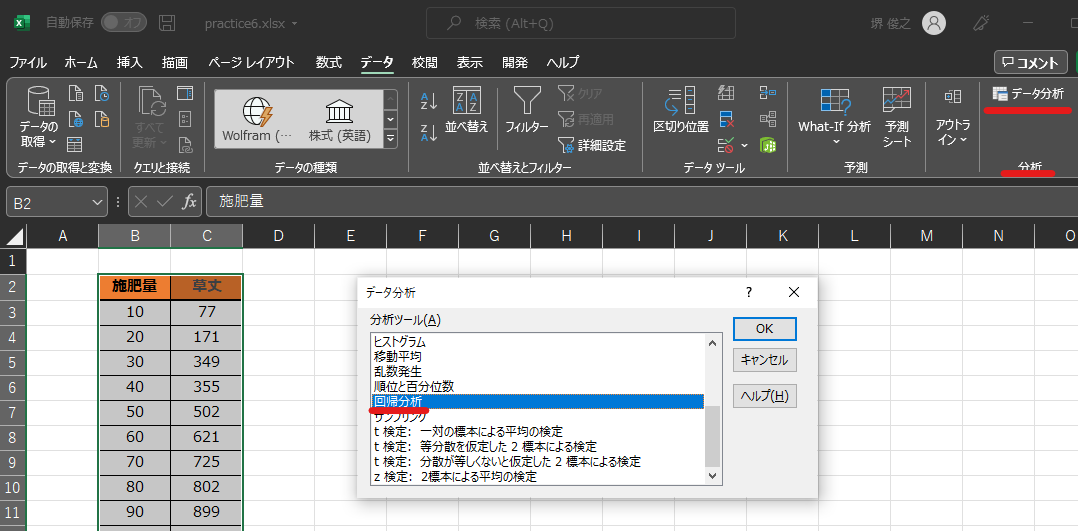 自動保存 オフ practice6.xlsx 検索 (Alt+Q) 堺 俊之
ファイル ホーム 挿入 描画 ページ レイアウト 数式 データ 校閲 表示 開発 ヘルプ コメント
データの
取得
データの取得と変換
すべて
更新
クエリと接続
Wolfram (… 株式 (英語)
データの種類
並べ替え
フィルター
クリア
再適用
詳細設定
並べ替えとフィルター
区切り位置
データ ツール
What-If 分析
予測
シート
予測
アウトラ
イン
データ分析
分析
B2 fx 施肥量
A B C D E F G H I J K L M N O
1
2 施肥量 草丈
3 10 77
4 20 171
5 30 349
6 40 355
7 50 502
8 60 621
9 70 725
10 80 802
11 90 899
データ分析 ?
分析ツール(A)
ヒストグラム
移動平均
乱数発生
順位と百分位数
回帰分析
サンプリング
t 検定: 一対の標本による平均の検定
t 検定: 等分散を仮定した 2 標本による検定
t 検定: 分散が等しくないと仮定した 2 標本による検定
z 検定: 2標本による平均の検定
OK
キャンセル
ヘルプ(H)